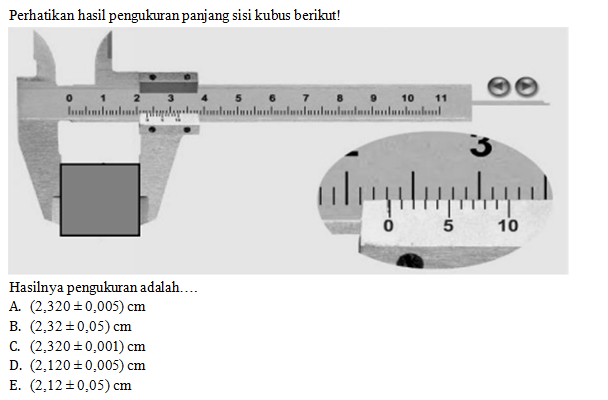 Perhatikan hasil pengukuran panjang sisi kubus berikut!
0 1 2 3 4 5 6 7 8 9 10 11
3
0 5 10
Hasilnya pengukuran adalah….
A. (2,320 ± 0,005) cm
B. (2,32 ± 0,05) cm
C. (2,320 ± 0,001) cm
D. (2,120 ± 0,005) cm
E. (2,12 ± 0,05) cm